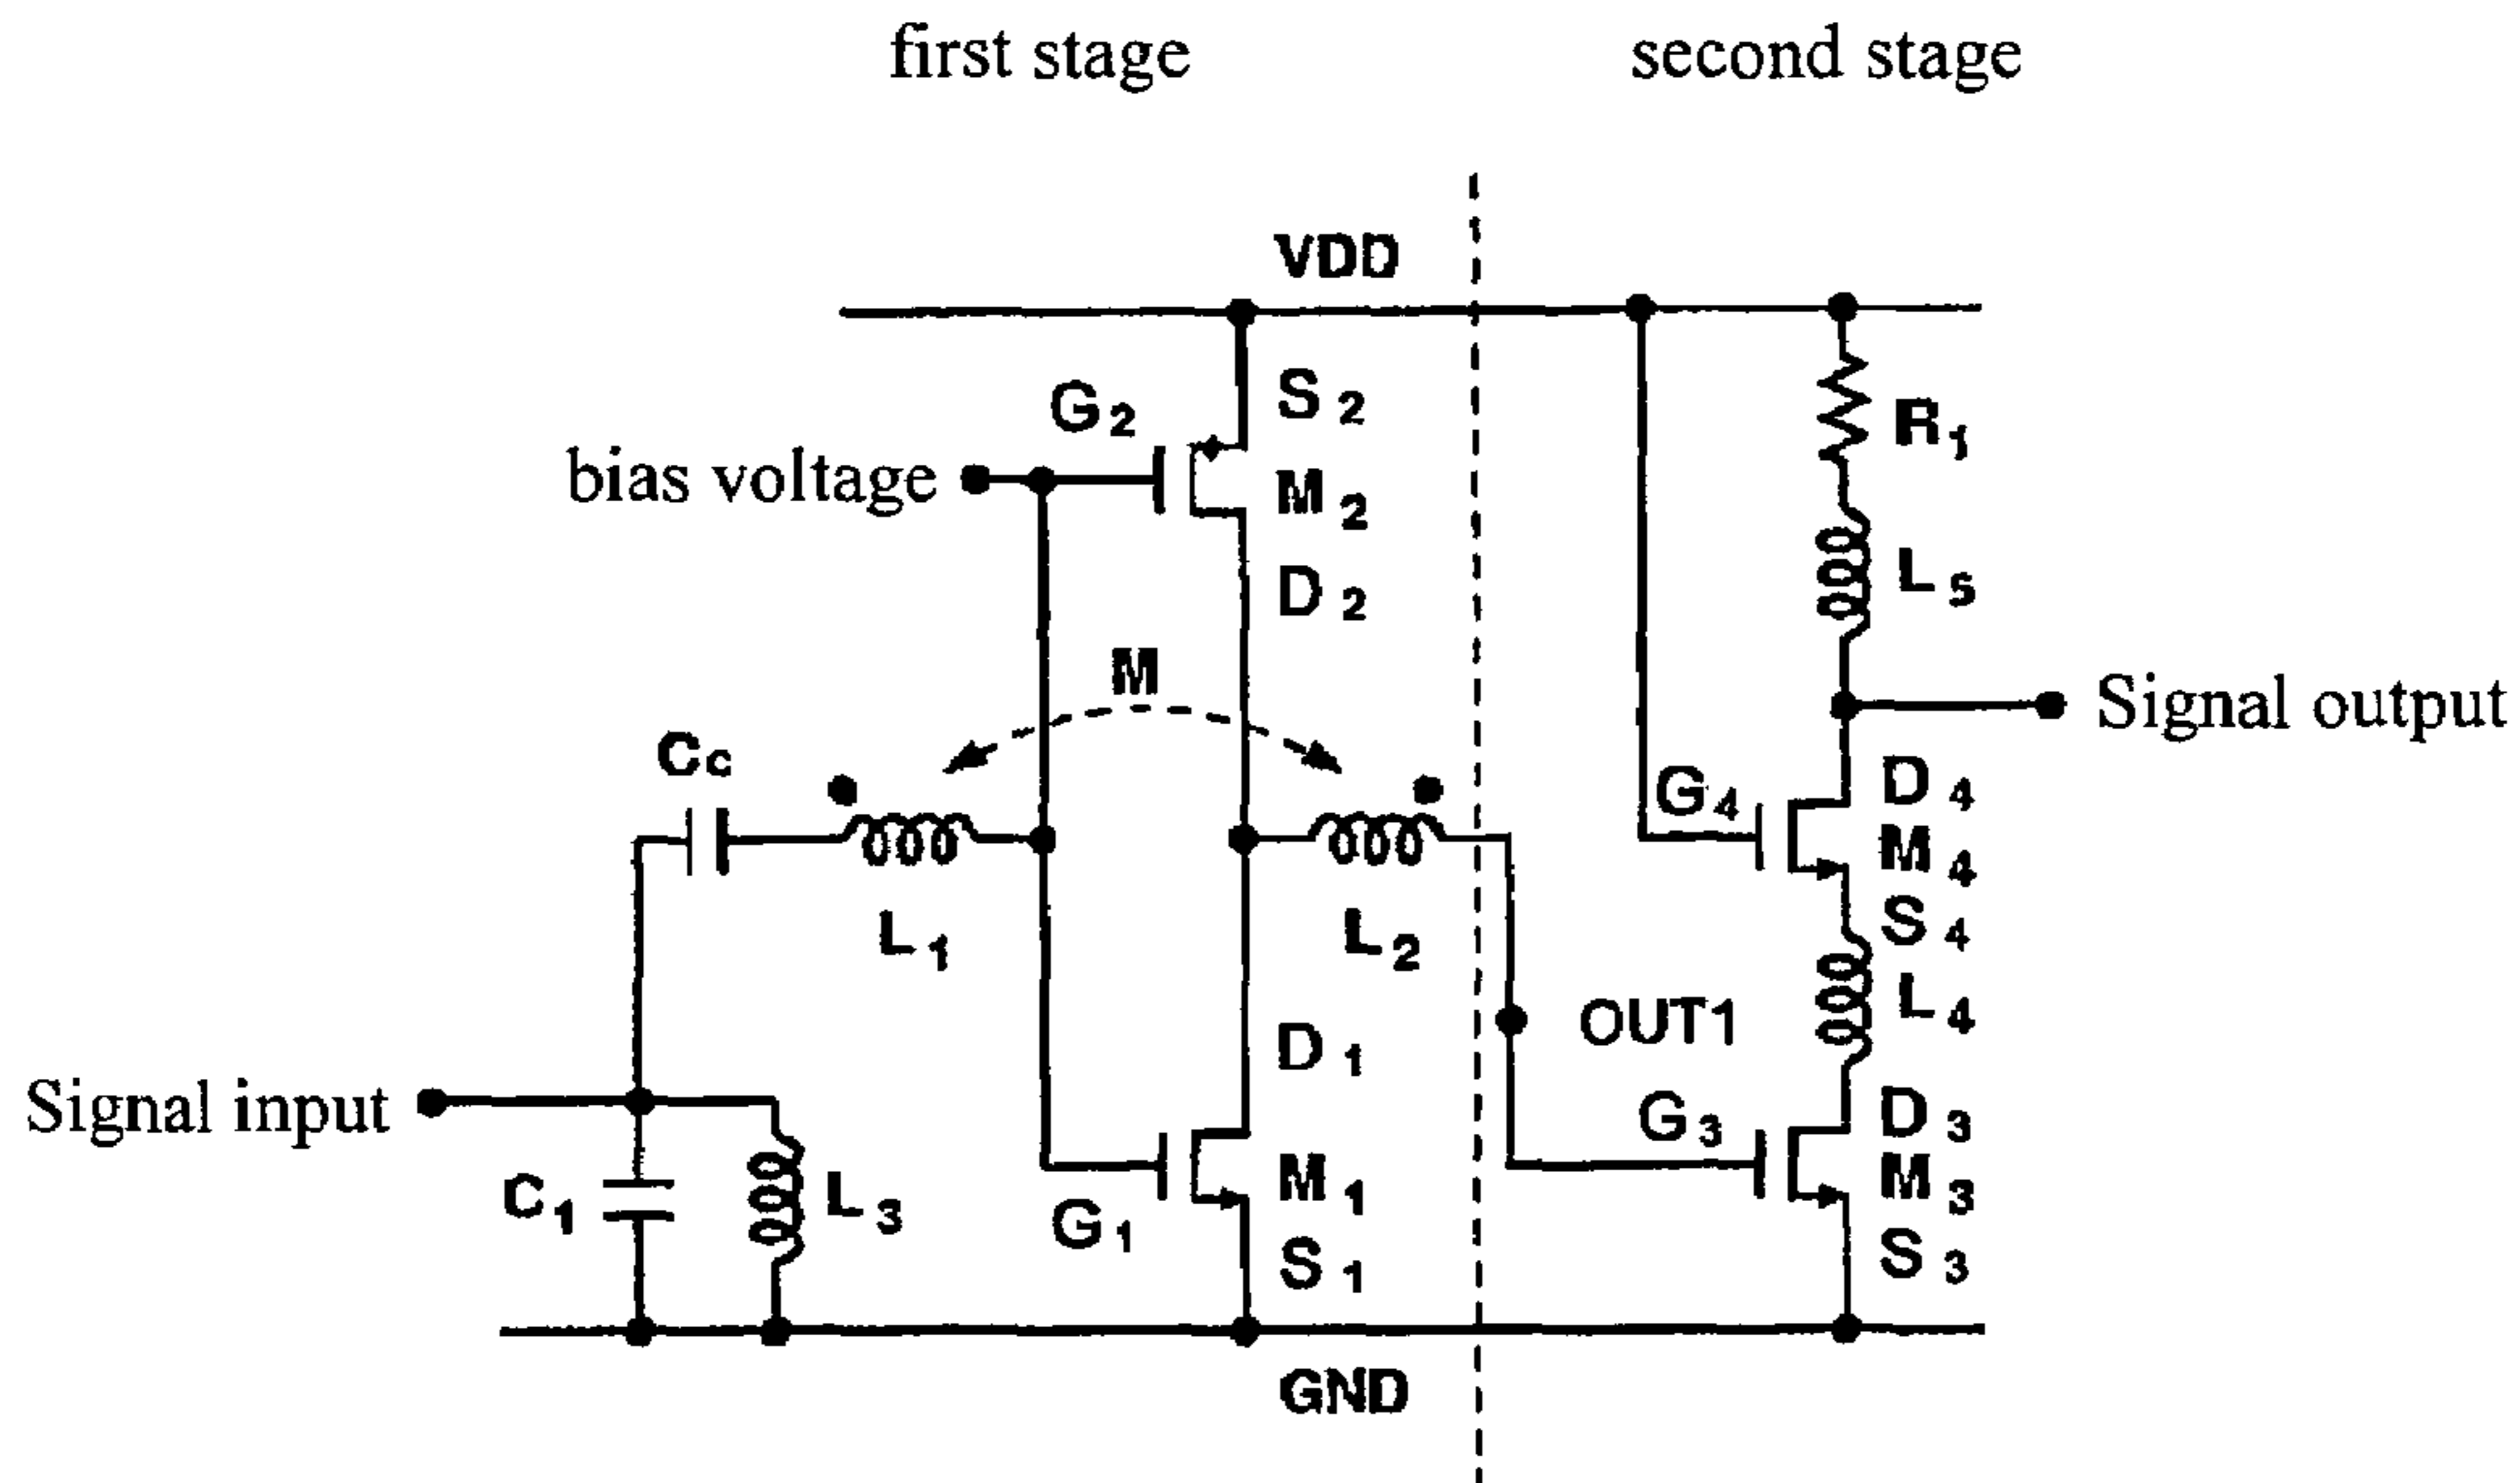 first stage
second stage
VDD
G2
S2
R1
bias voltage
M2
L5
D2
M
Signal output
Cc
D4
G4
M4
L1
L2
S4
L4
OUT1
D1
Signal input
G3
D3
C1
L3
M1
M3
G1
S1
S3
GND